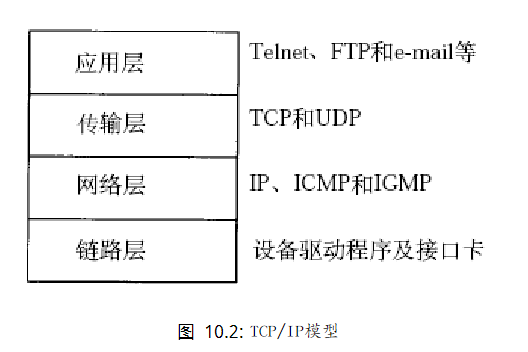 应用层 Telnet、FTP和e-mail等
传输层 TCP和UDP
网络层 IP、ICMP和IGMP
链路层 设备驱动程序及接口卡
图 10.2: TCP/IP模型